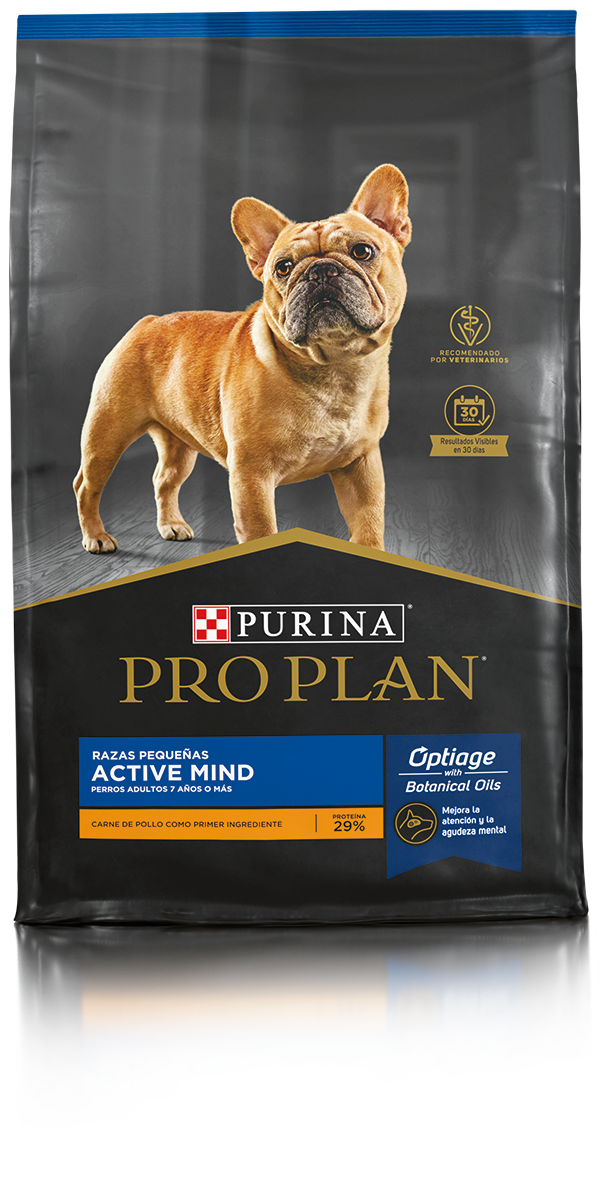 RECOMENDADO
POR VETERINARIOS
30
DÍAS
Resultados Visibles
en 30 días
PURINA®
PRO PLAN®
RAZAS PEQUEÑAS
ACTIVE MIND
PERROS ADULTOS 7 AÑOS O MÁS
CARNE DE POLLO COMO PRIMER INGREDIENTE
PROTEÍNA
29%
Optiage
with
Botanical Oils
Mejora la
atención y la
agudeza mental